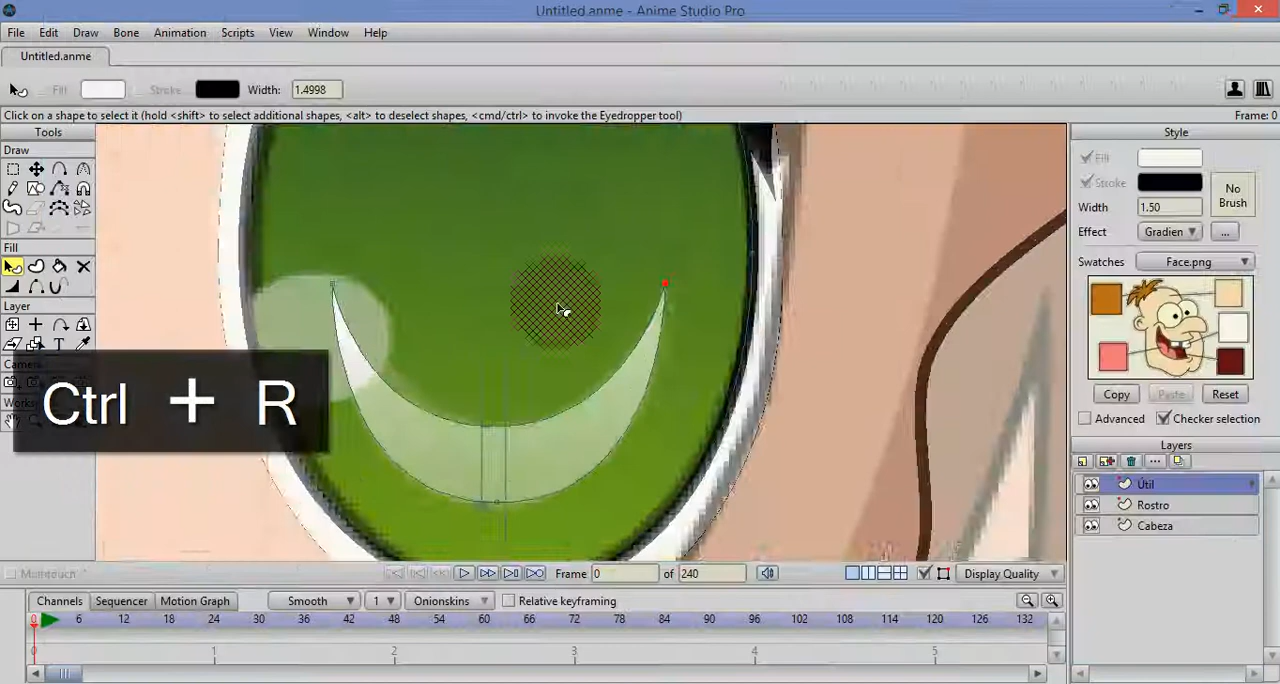 Untitled.anme - Anime Studio Pro
File Edit Draw Bone Animation Scripts View Window Help
Untitled.anme
Fill Stroke Width: 1.4998
Click on a shape to select it (hold <shift> to select additional shapes, <alt> to deselect shapes, <cmd/ctrl> to invoke the Eyedropper tool) Frame: 0
Tools
Draw
Fill
Layer
Ctrl + R
Style
Fill
Stroke
No Brush
Width 1.50
Effect Gradien ...
Swatches Face.png
Copy Paste Reset
Advanced Checker selection
Layers
Útil
Rostro
Cabeza
Frame 0 of 240 Display Quality
Channels Sequencer Motion Graph Smooth 1 Onionskins Relative keyframing
0 6 12 18 24 30 36 42 48 54 60 66 72 78 84 90 96 102 108 114 120 126 132
0 1 2 3 4 5